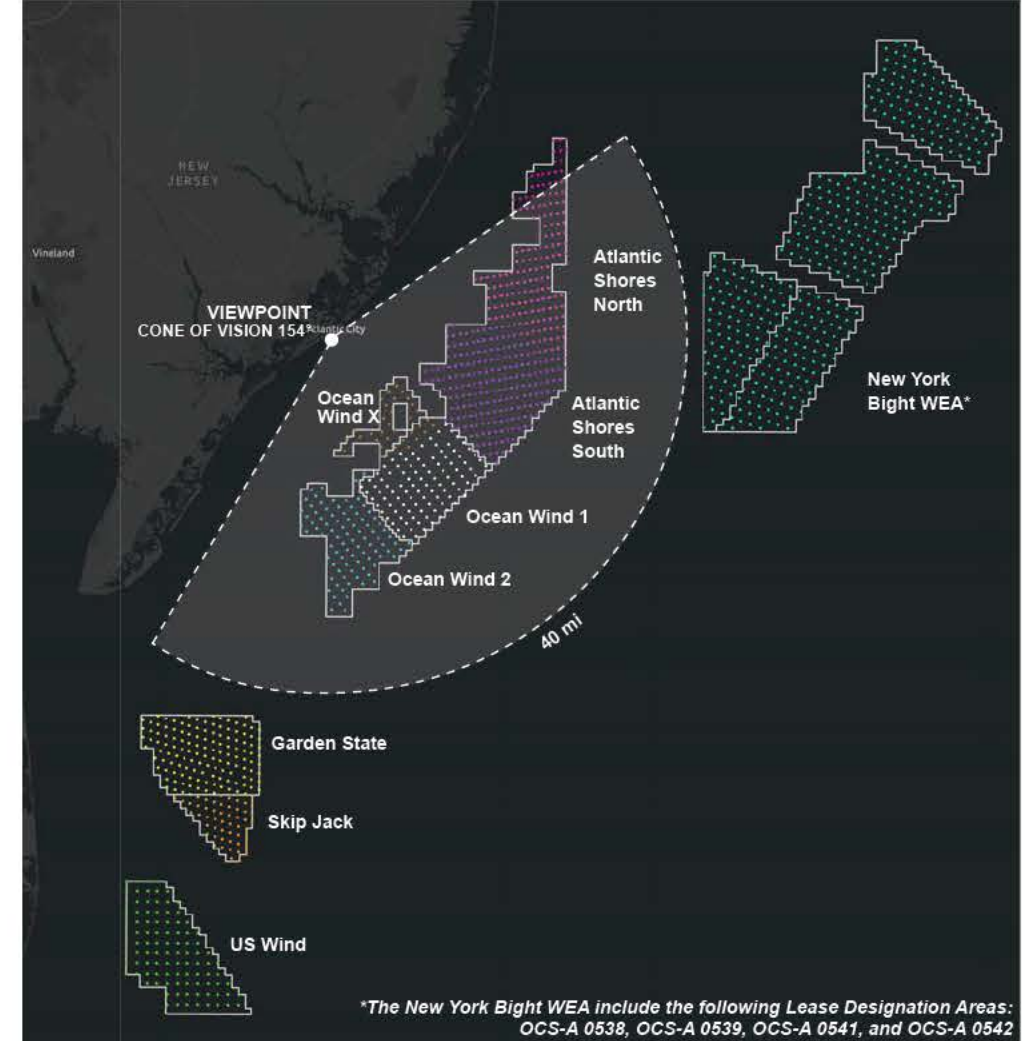 NEW
JERSEY
Vineland
VIEWPOINT
CONE OF VISION 154°
Atlantic City
Atlantic
Shores
North
Ocean
Wind X
New York
Bight WEA*
Atlantic
Shores
South
Ocean Wind 1
Ocean Wind 2
40 mi
Garden State
Skip Jack
US Wind
*The New York Bight WEA include the following Lease Designation Areas:
OCS-A 0538, OCS-A 0539, OCS-A 0541, and OCS-A 0542